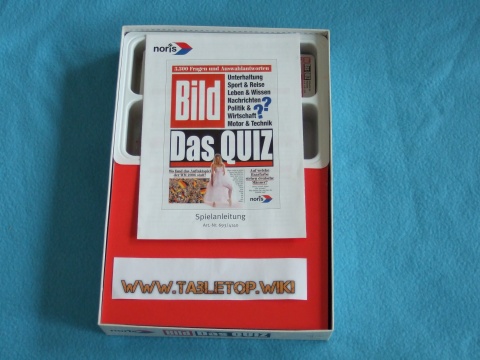 noris
3.200 Fragen und Auswahlantworten
Bild
Unterhaltung
Sport & Reise
Leben & Wissen
Nachrichten
Politik &
Wirtschaft
Motor & Technik
??
Das QUIZ
noris
Spielanleitung
WWW.TABLETOP.WIKI
noris
Bild Das QUIZ